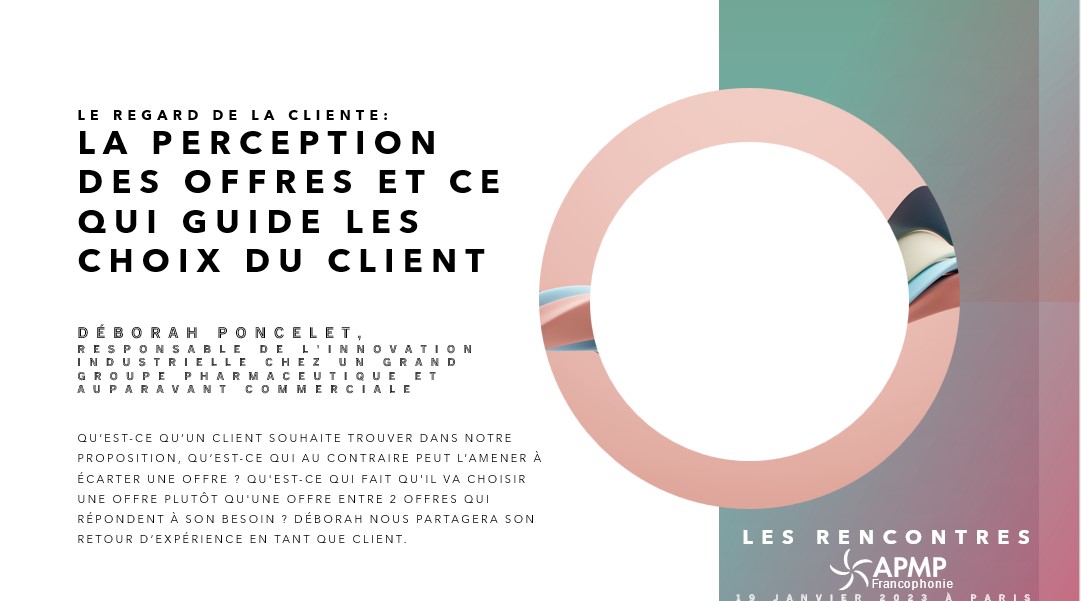 LE REGARD DE LA CLIENTE:
LA PERCEPTION
DES OFFRES ET CE
QUI GUIDE LES
CHOIX DU CLIENT
DÉBORAH PONCELET,
RESPONSABLE DE L'INNOVATION
INDUSTRIELLE CHEZ UN GRAND
GROUPE PHARMACEUTIQUE ET
AUPARAVANT COMMERCIALE
QU'EST-CE QU'UN CLIENT SOUHAITE TROUVER DANS NOTRE
PROPOSITION, QU'EST-CE QUI AU CONTRAIRE PEUT L'AMENER À
ÉCARTER UNE OFFRE ? QU'EST-CE QUI FAIT QU'IL VA CHOISIR
UNE OFFRE PLUTÔT QU'UNE OFFRE ENTRE 2 OFFRES QUI
RÉPONDENT À SON BESOIN ? DÉBORAH NOUS PARTAGERA SON
RETOUR D'EXPÉRIENCE EN TANT QUE CLIENT.
LES RENCONTRES
APMP
Francophonie
19 JANVIER 2023 À PARIS